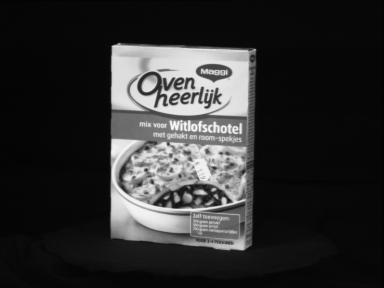 Maggi
Oven
heerlijk
mix voor Witlofschotel
met gehakt en room-spekjes
Zelf toevoegen: